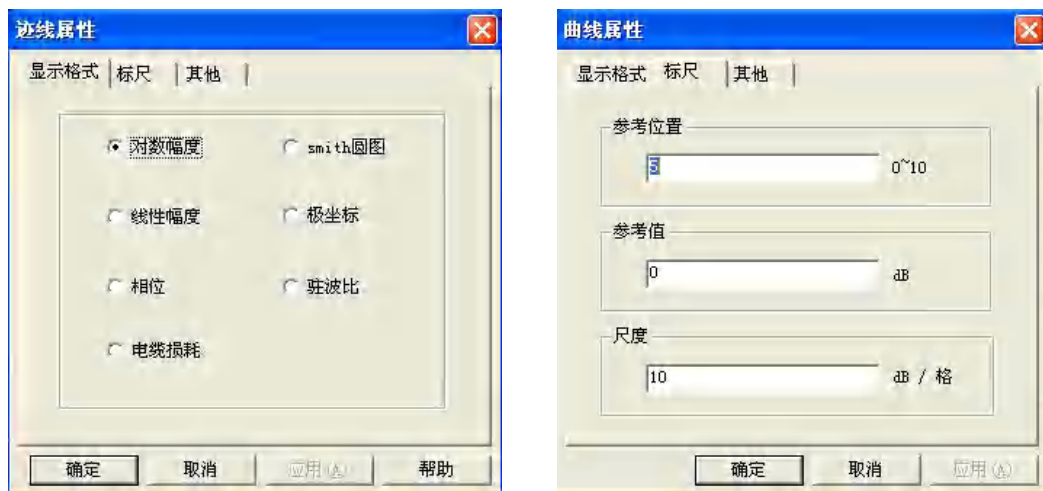 迹线属性
显示格式 标尺 其他
对数幅度 smith圆图
线性幅度 极坐标
相位 驻波比
电缆损耗
确定 取消 应用(A) 帮助
曲线属性
显示格式 标尺 其他
参考位置
5 0~10
参考值
0 dB
尺度
10 dB / 格
确定 取消 应用(A)